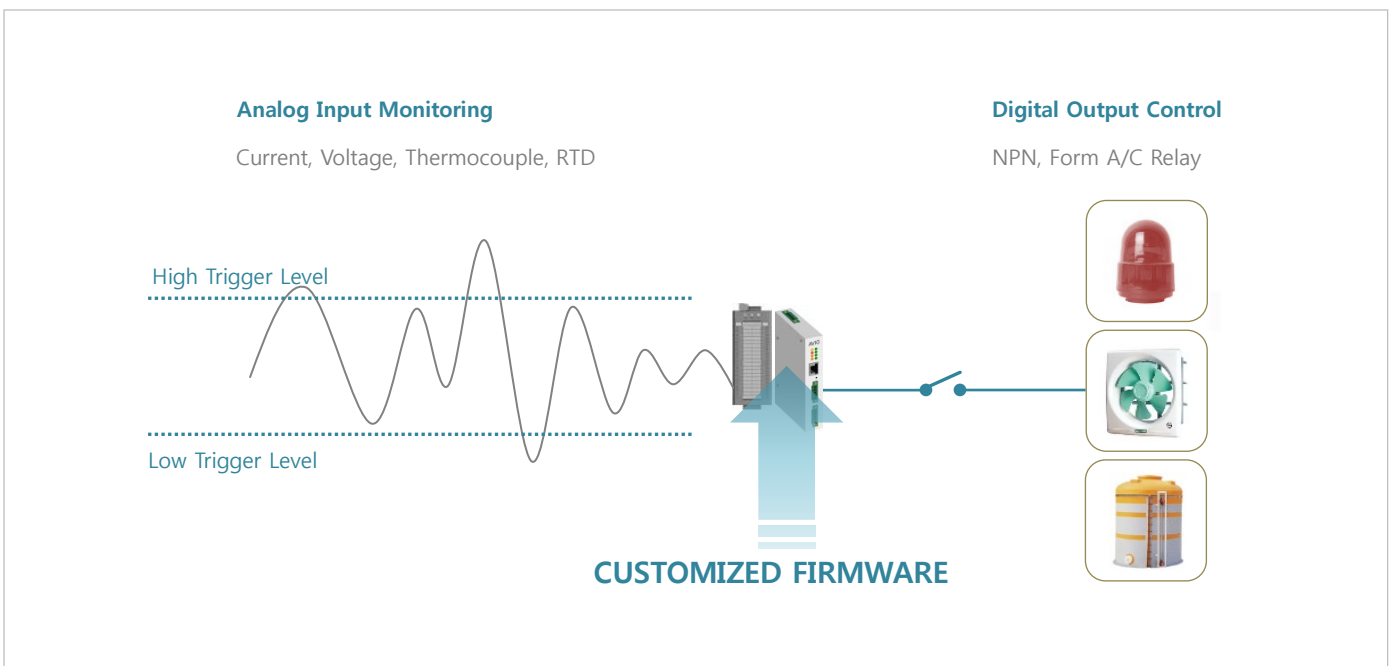 Analog Input Monitoring
Current, Voltage, Thermocouple, RTD
Digital Output Control
NPN, Form A/C Relay
High Trigger Level
Low Trigger Level
CUSTOMIZED FIRMWARE